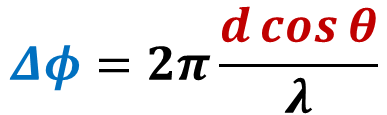 Δϕ = 2π d cos θ / λ